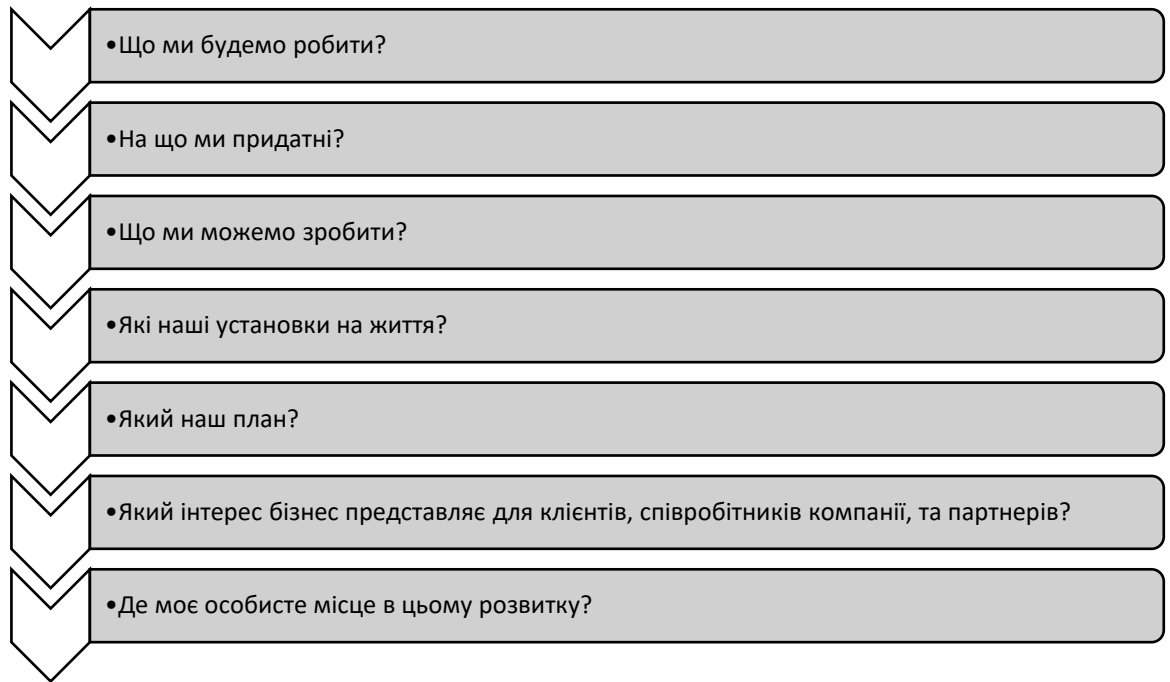 •Що ми будемо робити?
•На що ми придатні?
•Що ми можемо зробити?
•Які наші установки на життя?
•Який наш план?
•Який інтерес бізнес представляє для клієнтів, співробітників компанії, та партнерів?
•Де моє особисте місце в цьому розвитку?